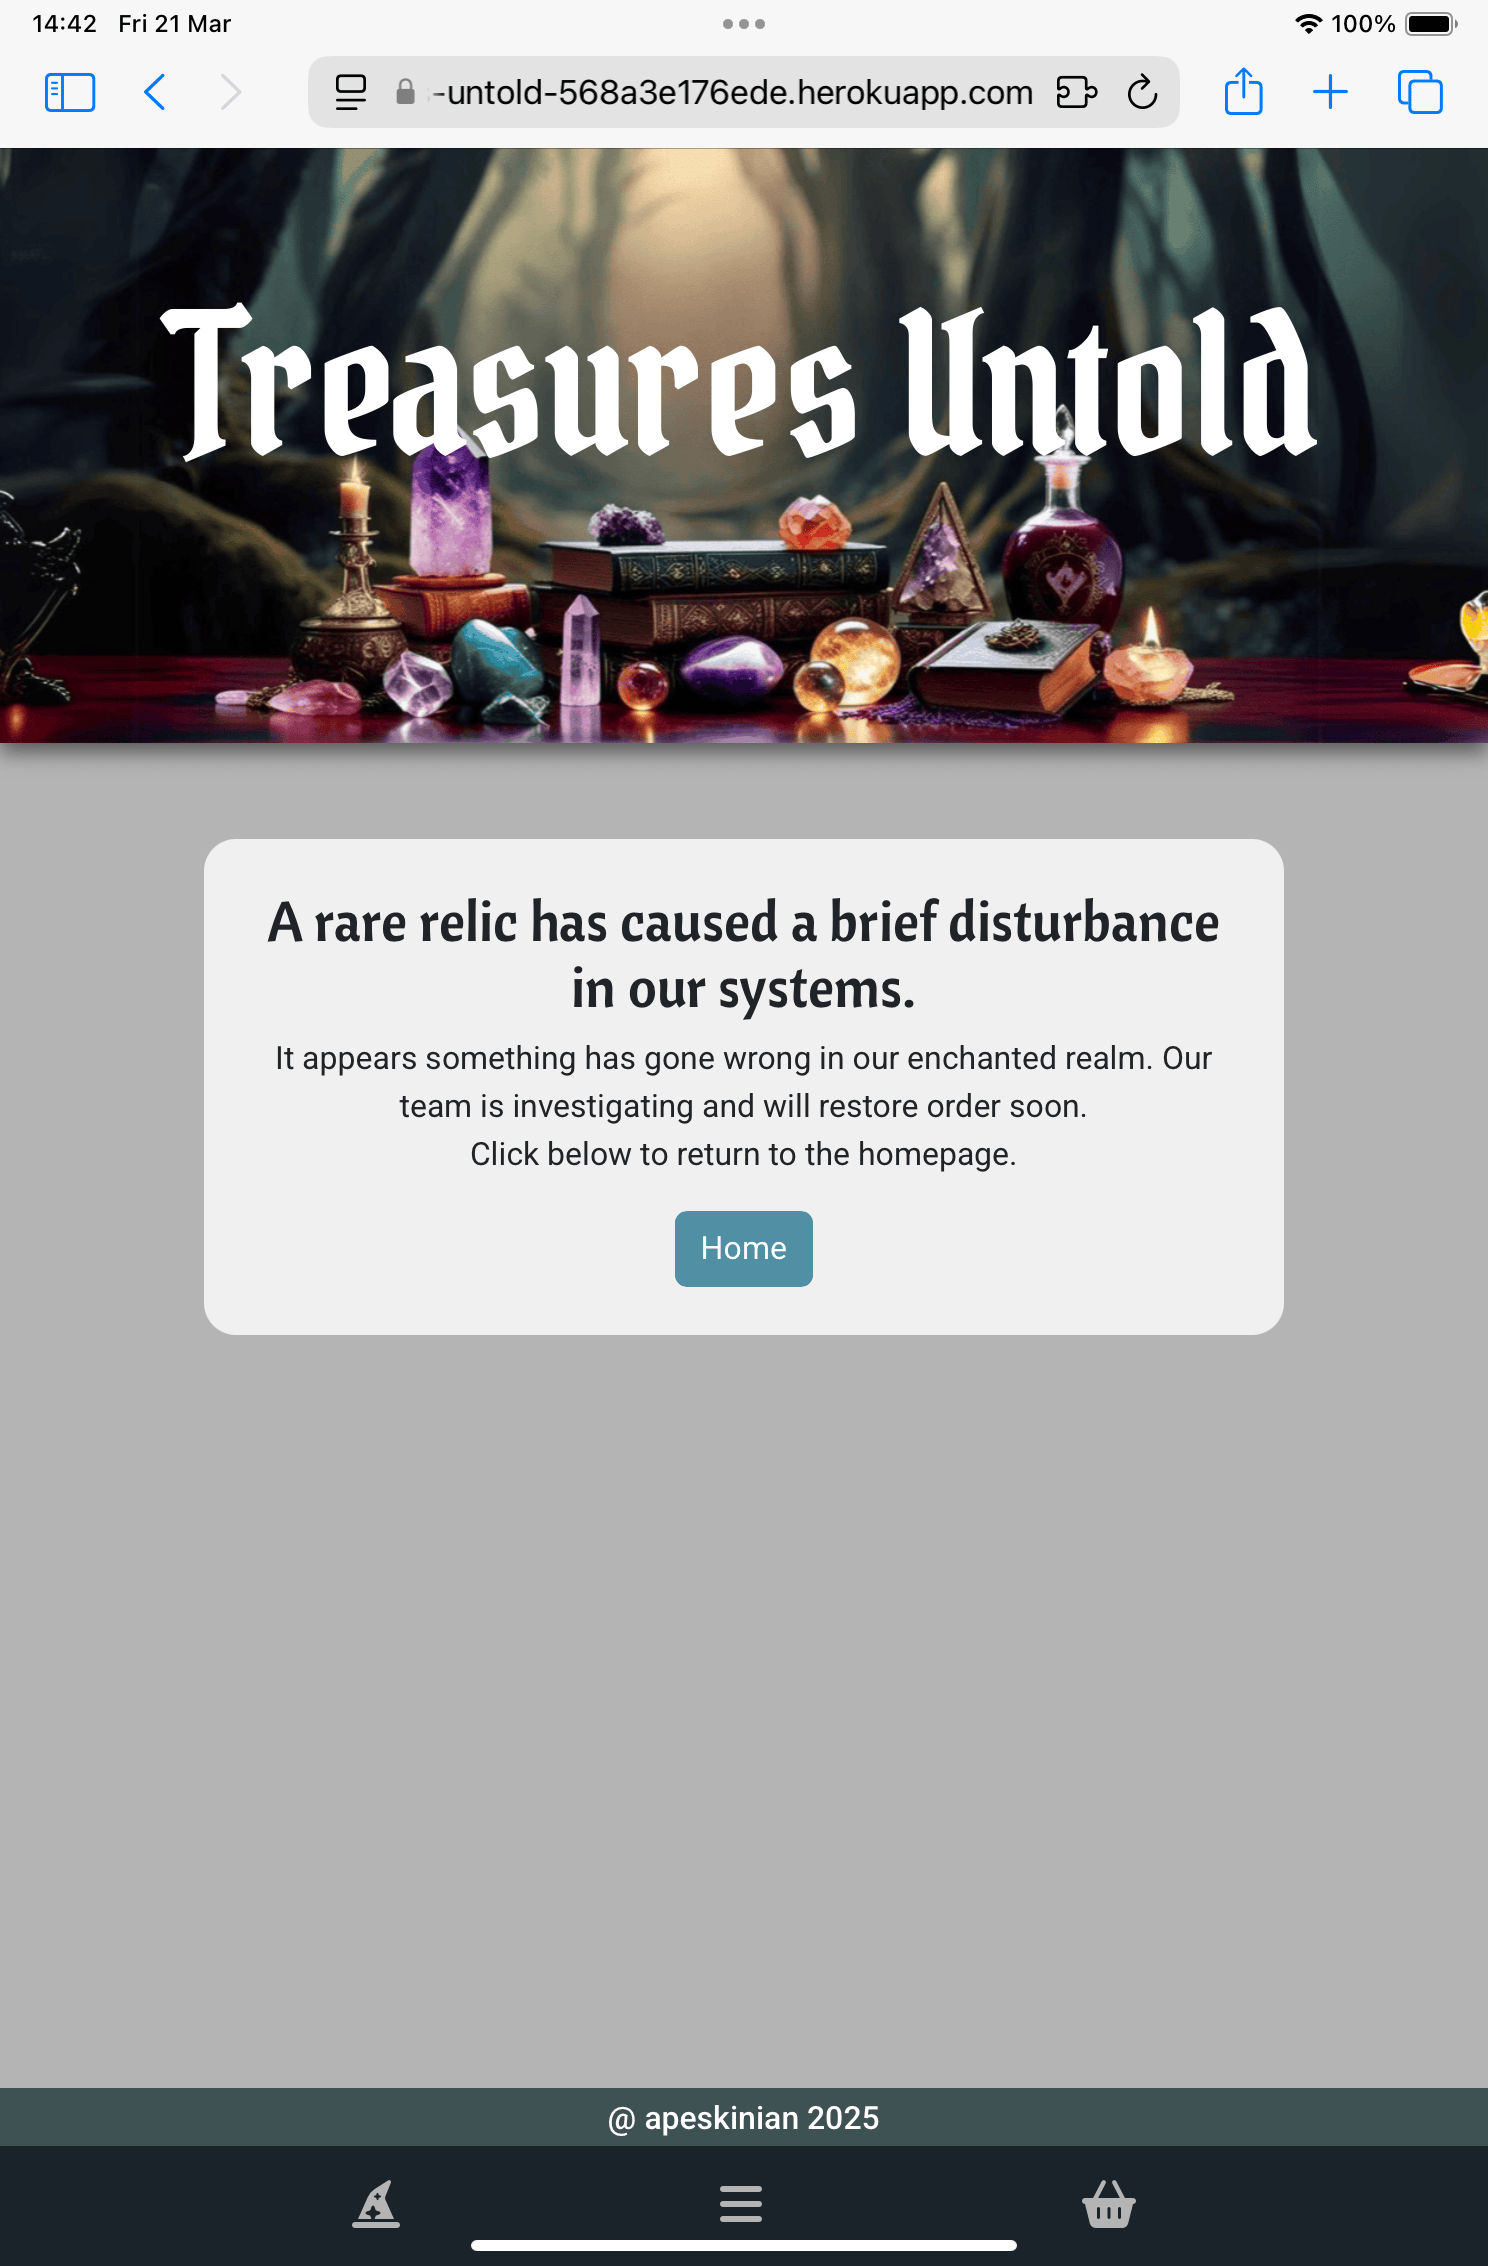 14:42 Fri 21 Mar
100%
-untold-568a3e176ede.herokuapp.com
Treasures Untold
A rare relic has caused a brief disturbance
in our systems.
It appears something has gone wrong in our enchanted realm. Our
team is investigating and will restore order soon.
Click below to return to the homepage.
Home
@ apeskinian 2025